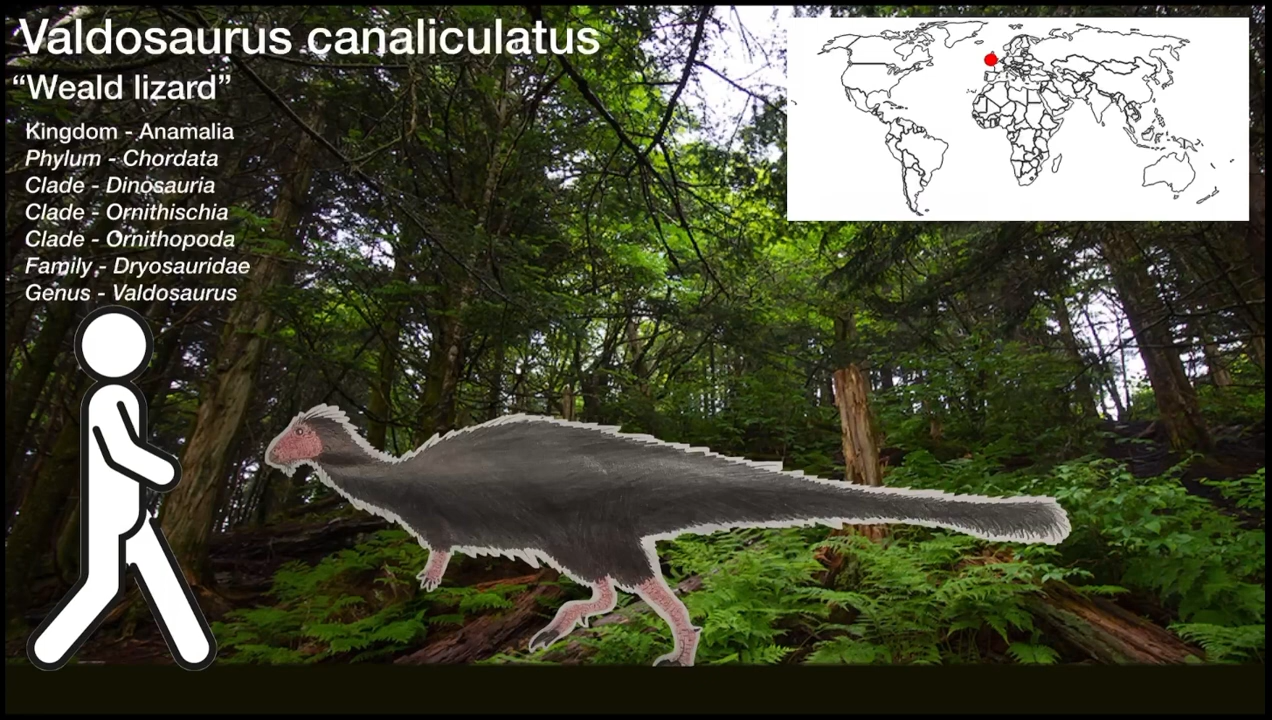 Valdosaurus canaliculatus
“Weald lizard”
Kingdom - Anamalia
Phylum - Chordata
Clade - Dinosauria
Clade - Ornithischia
Clade - Ornithopoda
Family - Dryosauridae
Genus - Valdosaurus